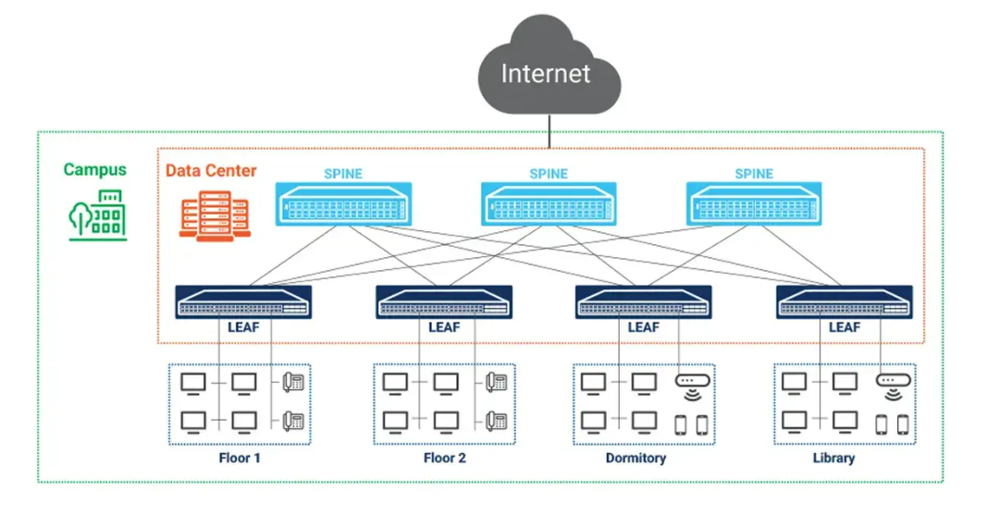 Internet
Campus
Data Center
SPINE
SPINE
SPINE
LEAF
LEAF
LEAF
LEAF
Floor 1
Floor 2
Dormitory
Library